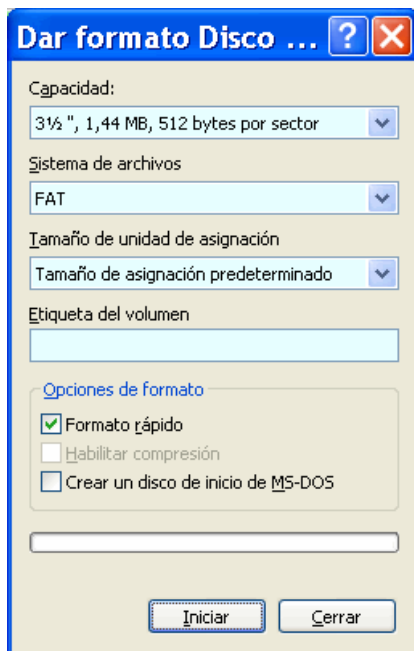 Dar formato Disco ...
Capacidad:
3½ ", 1,44 MB, 512 bytes por sector
Sistema de archivos
FAT
Tamaño de unidad de asignación
Tamaño de asignación predeterminado
Etiqueta del volumen
Opciones de formato
Formato rápido
Habilitar compresión
Crear un disco de inicio de MS-DOS
Iniciar Cerrar